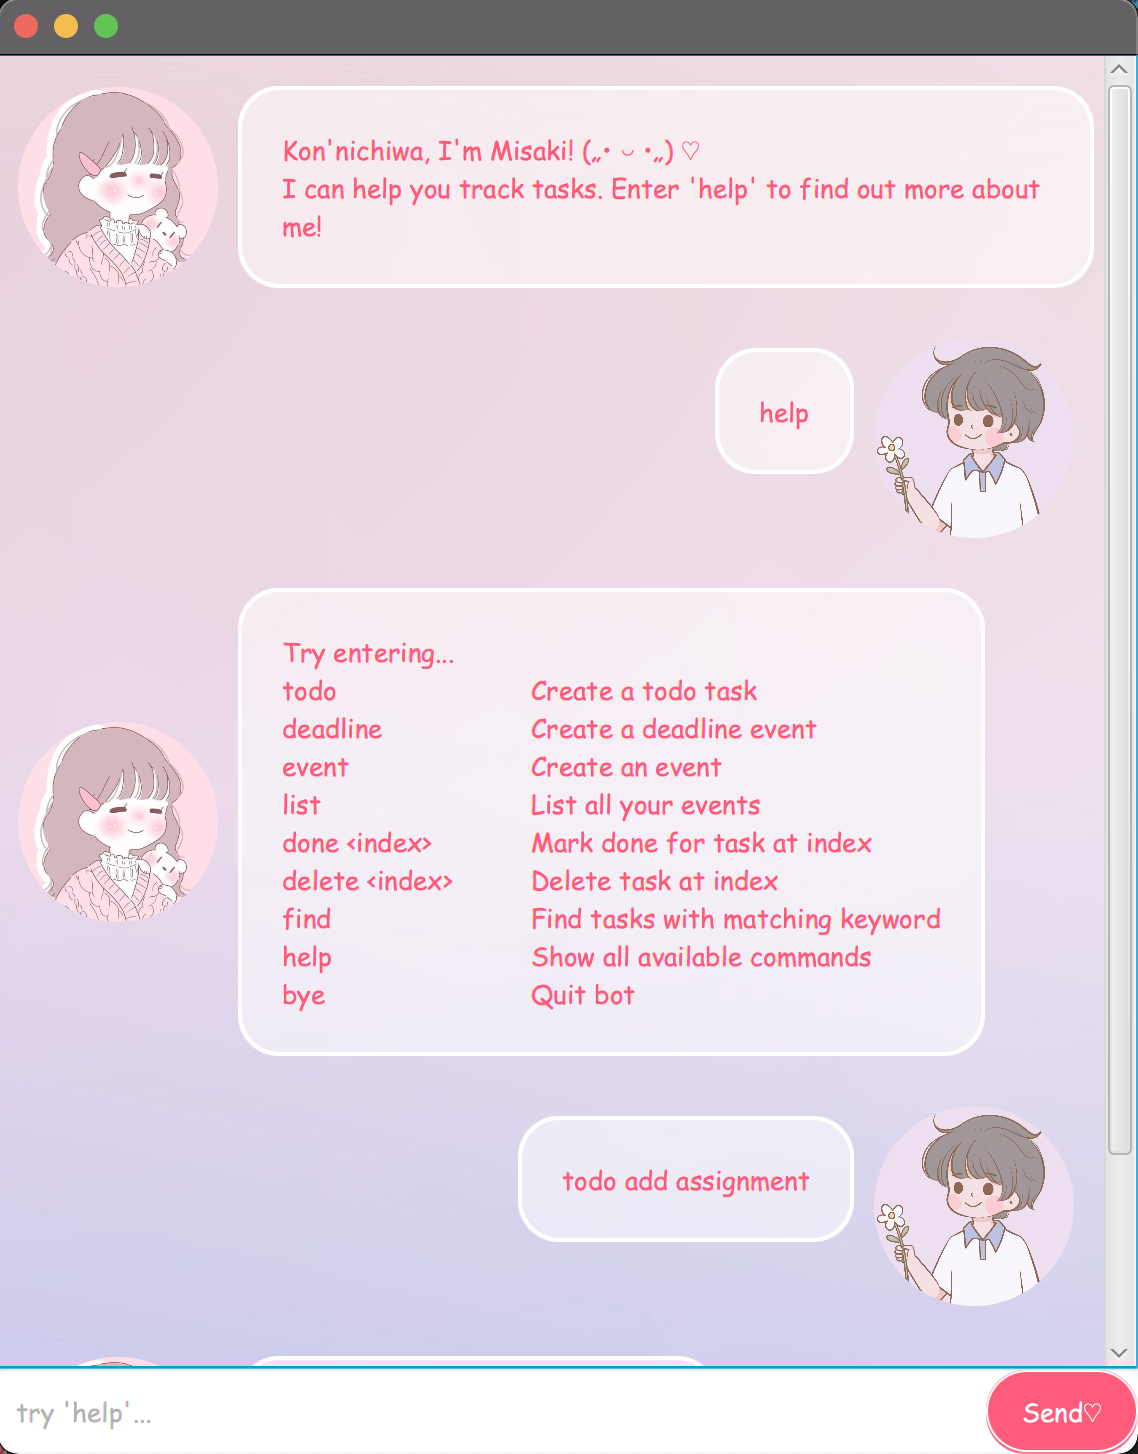 Kon'nichiwa, I'm Misaki! („• ᵕ •„) ♡
I can help you track tasks. Enter 'help' to find out more about
me!
help
Try entering...
todo Create a todo task
deadline Create a deadline event
event Create an event
list List all your events
done <index> Mark done for task at index
delete <index> Delete task at index
find Find tasks with matching keyword
help Show all available commands
bye Quit bot
todo add assignment
try 'help'...
Send♡